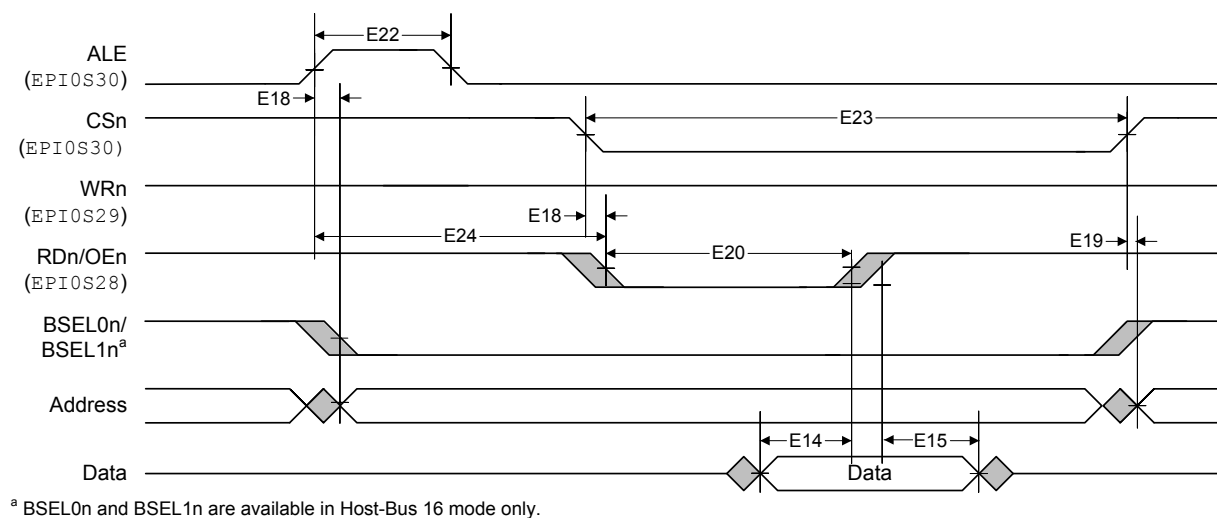 E22
ALE
(EPI0S30)
E18
CSn
E23
(EPI0S30)
WRn
(EPI0S29)
E18
E24
E19
RDn/OEn
E20
(EPI0S28)
BSEL0n/
BSEL1nª
Address
E14
E15
Data
Data
ª BSEL0n and BSEL1n are available in Host-Bus 16 mode only.